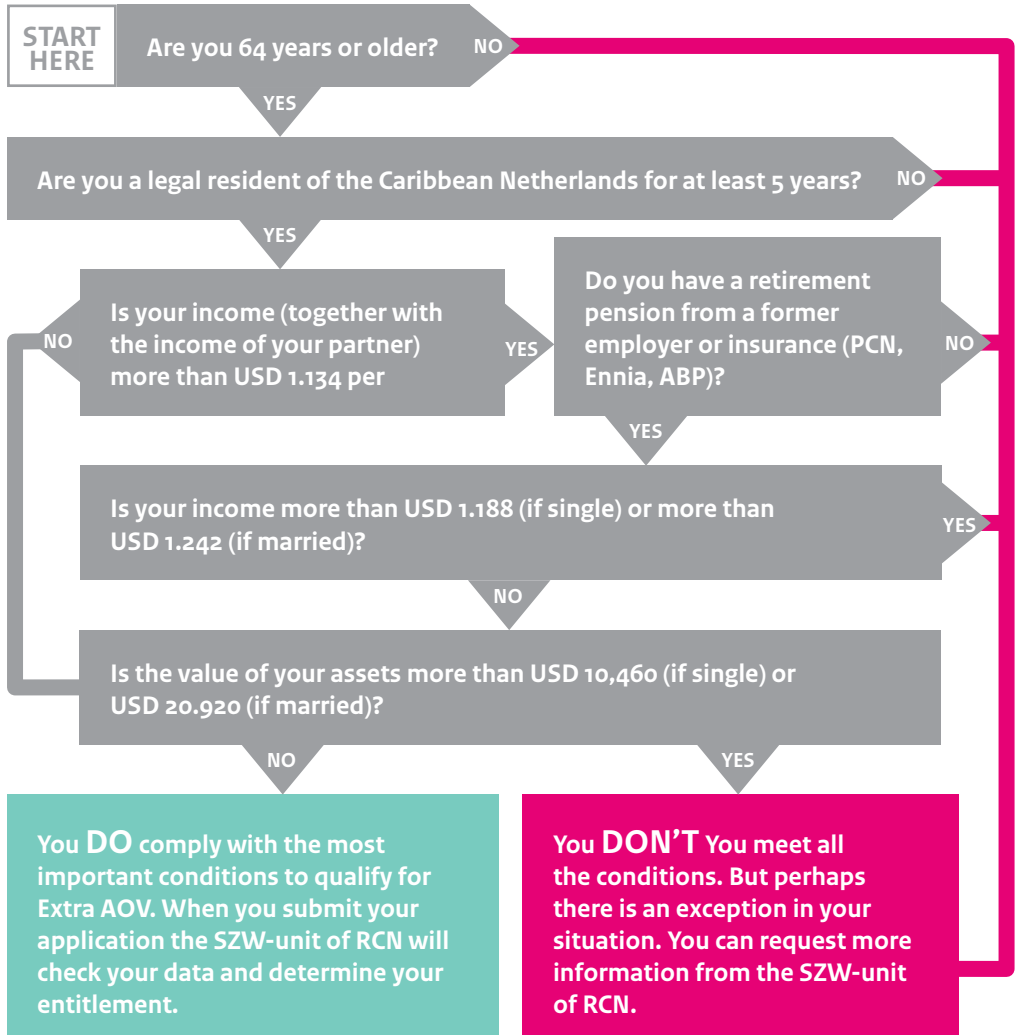 START
HERE
Are you 64 years or older?
NO
YES
Are you a legal resident of the Caribbean Netherlands for at least 5 years?
NO
YES
NO
Is your income (together with
the income of your partner)
more than USD 1.134 per
YES
Do you have a retirement
pension from a former
employer or insurance (PCN,
Ennia, ABP)?
NO
YES
Is your income more than USD 1.188 (if single) or more than
USD 1.242 (if married)?
YES
NO
Is the value of your assets more than USD 10,460 (if single) or
USD 20.920 (if married)?
NO
YES
You DO comply with the most
important conditions to qualify for
Extra AOV. When you submit your
application the SZW-unit of RCN will
check your data and determine your
entitlement.
You DON'T You meet all
the conditions. But perhaps
there is an exception in your
situation. You can request more
information from the SZW-unit
of RCN.